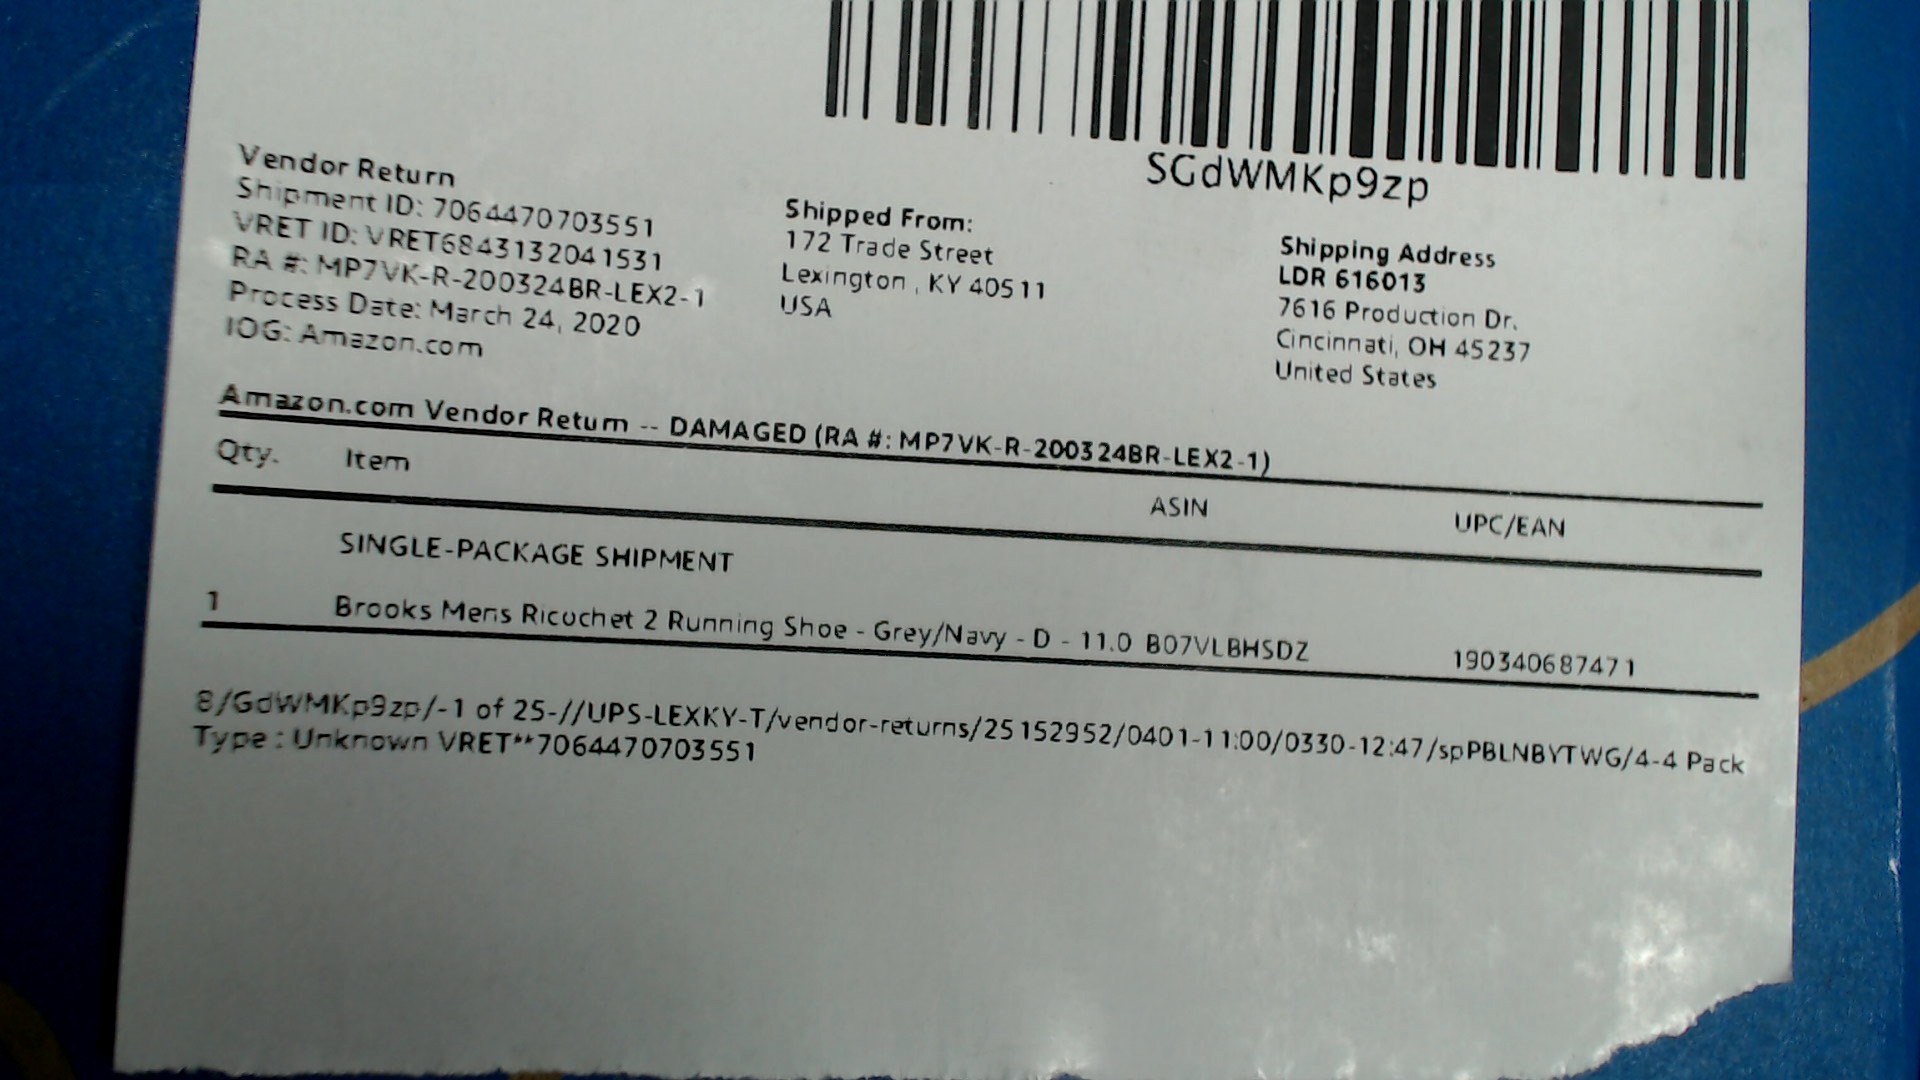 SGdWMKp9zp
Vendor Return
Shipment ID: 7064470703551
VRET ID: VRET6843132041531
RA #: MP7VK-R-200324BR-LEX2-1
Process Date: March 24, 2020
IOG: Amazon.com
Shipped From:
172 Trade Street
Lexington , KY 40511
USA
Shipping Address
LDR 616013
7616 Production Dr.
Cincinnati, OH 45237
United States
Amazon.com Vendor Return -- DAMAGED (RA #: MP7VK-R-200324BR-LEX2-1)
Qty. Item ASIN UPC/EAN
SINGLE-PACKAGE SHIPMENT
1 Brooks Mens Ricochet 2 Running Shoe - Grey/Navy - D - 11.0 B07VLBHSDZ 190340687471
8/GdWMKp9zp/-1 of 25-//UPS-LEXKY-T/vendor-returns/25152952/0401-11:00/0330-12:47/spPBLNBYTWG/4-4 Pack
Type : Unknown VRET**7064470703551